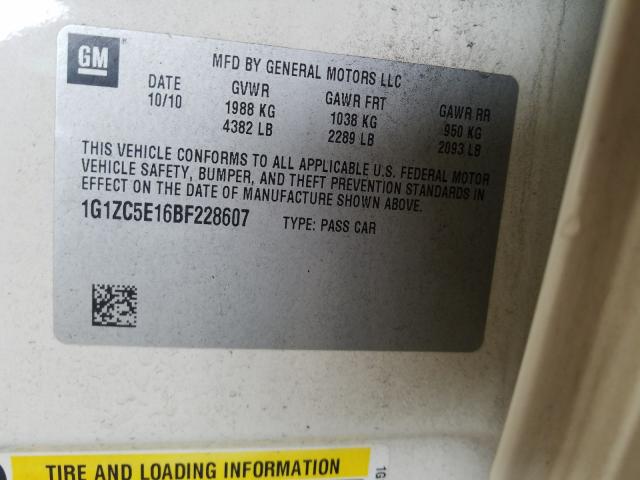 GM
MFD BY GENERAL MOTORS LLC
DATE GVWR GAWR FRT GAWR RR
10/10 1988 KG 1038 KG 950 KG
4382 LB 2289 LB 2093 LB
THIS VEHICLE CONFORMS TO ALL APPLICABLE U.S. FEDERAL MOTOR
VEHICLE SAFETY, BUMPER, AND THEFT PREVENTION STANDARDS IN
EFFECT ON THE DATE OF MANUFACTURE SHOWN ABOVE.
1G1ZC5E16BF228607 TYPE: PASS CAR
TIRE AND LOADING INFORMATION
1G